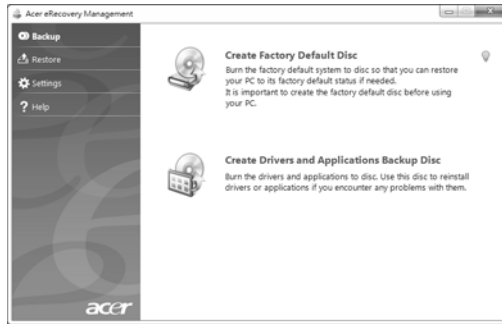 Acer eRecovery Management
Backup
Restore
Settings
Help
Create Factory Default Disc
Burn the factory default system to disc so that you can restore
your PC to its factory default status if needed.
It is important to create the factory default disc before using
your PC.
Create Drivers and Applications Backup Disc
Burn the drivers and applications to disc. Use this disc to reinstall
drivers or applications if you encounter any problems with them.
acer